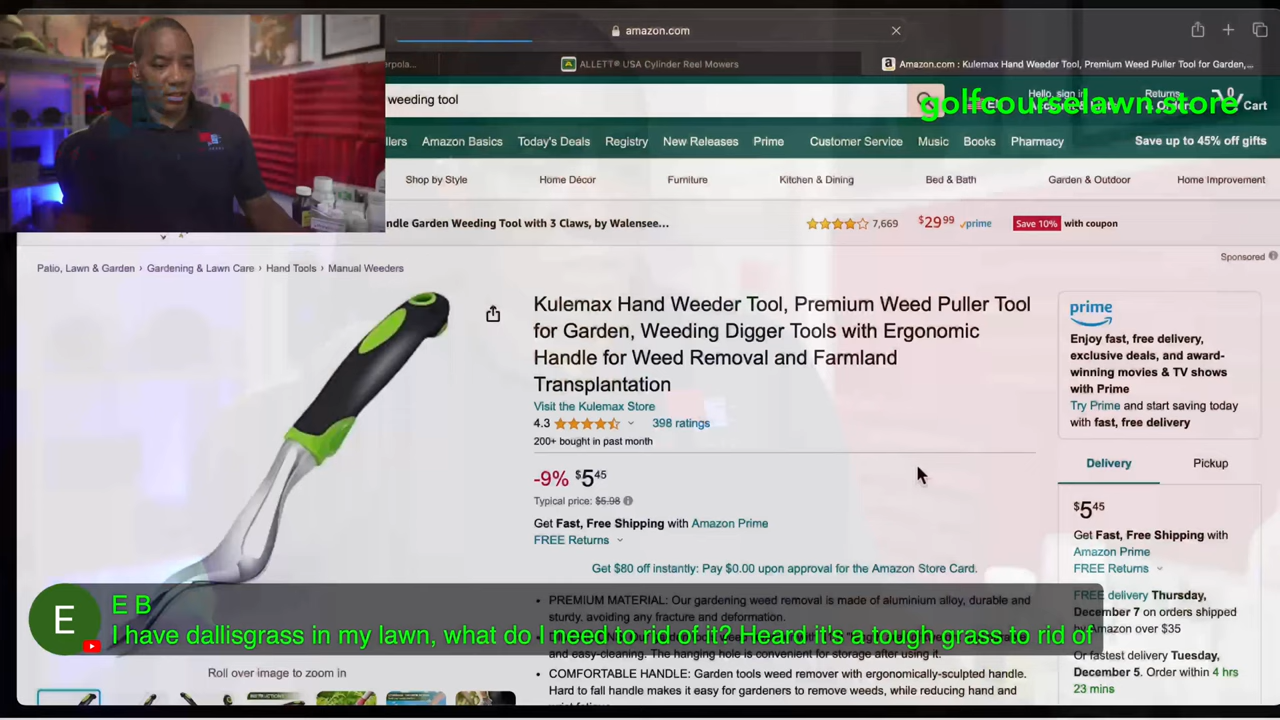 amazon.com
ALLETT® USA Cylinder Reel Mowers
Amazon.com : Kulemax Hand Weeder Tool, Premium Weed Puller Tool for Garden,...
weeding tool
Hello, sign in
Returns
Cart
golfcourselawn.store
Amazon Basics Today's Deals Registry New Releases Prime Customer Service Music Books Pharmacy
Save up to 45% off gifts
Shop by Style Home Décor Furniture Kitchen & Dining Bed & Bath Garden & Outdoor Home Improvement
ndle Garden Weeding Tool with 3 Claws, by Walensee...
7,669
$29⁹⁹ prime
Save 10% with coupon
Sponsored
Patio, Lawn & Garden › Gardening & Lawn Care › Hand Tools › Manual Weeders
Kulemax Hand Weeder Tool, Premium Weed Puller Tool
for Garden, Weeding Digger Tools with Ergonomic
Handle for Weed Removal and Farmland
Transplantation
Visit the Kulemax Store
4.3 398 ratings
200+ bought in past month
-9% $5⁴⁵
Typical price: $5.98
Get Fast, Free Shipping with Amazon Prime
FREE Returns
Get $80 off instantly: Pay $0.00 upon approval for the Amazon Store Card.
• PREMIUM MATERIAL: Our gardening weed removal is made of aluminium alloy, durable and
sturdy, avoiding any fracture and deformation.
and easy-cleaning. The hanging hole is convenient for storage after using it.
• COMFORTABLE HANDLE: Garden tools weed remover with ergonomically-sculpted handle.
Hard to fall handle makes it easy for gardeners to remove weeds, while reducing hand and
Roll over image to zoom in
prime
Enjoy fast, free delivery,
exclusive deals, and award-
winning movies & TV shows
with Prime
Try Prime and start saving today
with fast, free delivery
Delivery Pickup
$5⁴⁵
Get Fast, Free Shipping with
Amazon Prime
FREE Returns
FREE delivery Thursday,
December 7 on orders shipped
by Amazon over $35
Or fastest delivery Tuesday,
December 5. Order within 4 hrs
23 mins
E
E B
I have dallisgrass in my lawn, what do I need to rid of it? Heard it's a tough grass to rid of